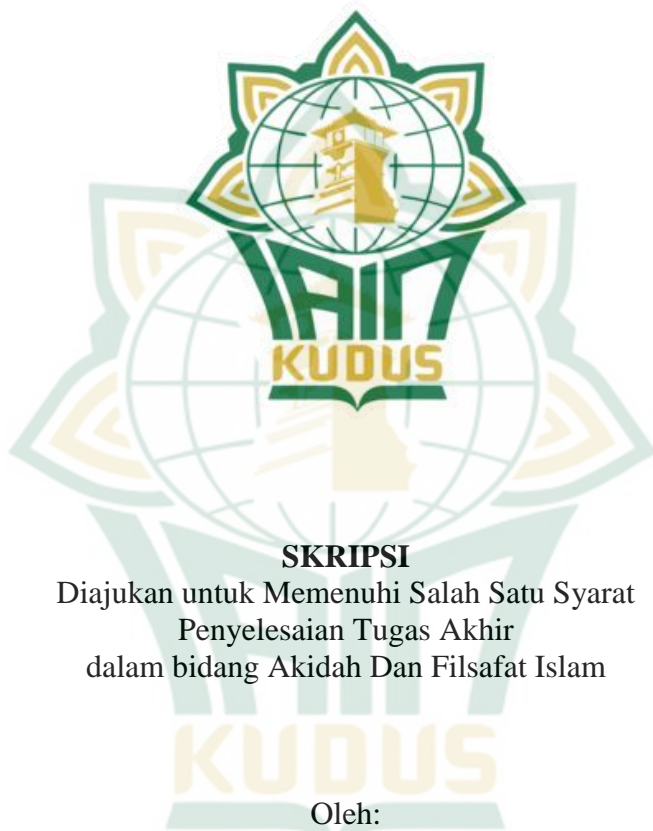 IAIN
KUDUS
SKRIPSI
Diajukan untuk Memenuhi Salah Satu Syarat
Penyelesaian Tugas Akhir
dalam bidang Akidah Dan Filsafat Islam
IAIN
KUDUS
Oleh: